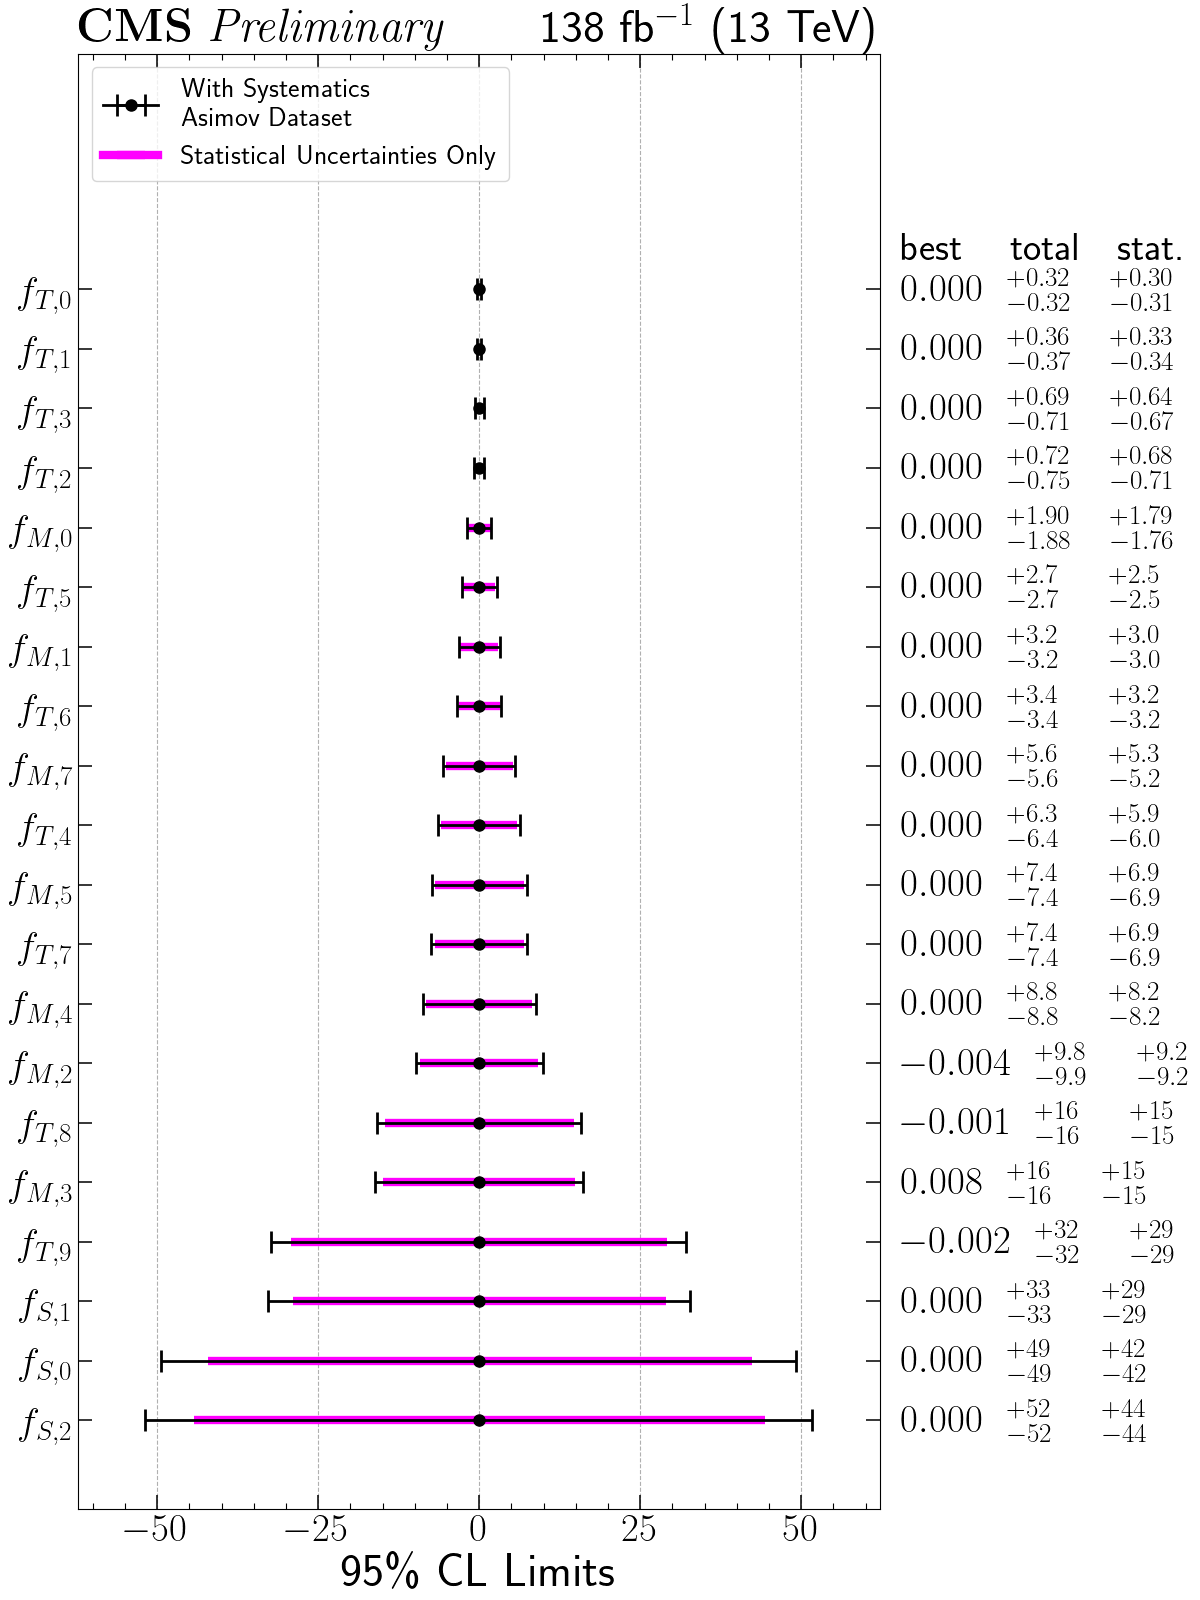 CMS Preliminary 138 fb⁻¹ (13 TeV)
With Systematics
Asimov Dataset
Statistical Uncertainties Only
best total stat.
f_{T,0} 0.000 +0.32 −0.32 +0.30 −0.31
f_{T,1} 0.000 +0.36 −0.37 +0.33 −0.34
f_{T,3} 0.000 +0.69 −0.71 +0.64 −0.67
f_{T,2} 0.000 +0.72 −0.75 +0.68 −0.71
f_{M,0} 0.000 +1.90 −1.88 +1.79 −1.76
f_{T,5} 0.000 +2.7 −2.7 +2.5 −2.5
f_{M,1} 0.000 +3.2 −3.2 +3.0 −3.0
f_{T,6} 0.000 +3.4 −3.4 +3.2 −3.2
f_{M,7} 0.000 +5.6 −5.6 +5.3 −5.2
f_{T,4} 0.000 +6.3 −6.4 +5.9 −6.0
f_{M,5} 0.000 +7.4 −7.4 +6.9 −6.9
f_{T,7} 0.000 +7.4 −7.4 +6.9 −6.9
f_{M,4} 0.000 +8.8 −8.8 +8.2 −8.2
f_{M,2} −0.004 +9.8 −9.9 +9.2 −9.2
f_{T,8} −0.001 +16 −16 +15 −15
f_{M,3} 0.008 +16 −16 +15 −15
f_{T,9} −0.002 +32 −32 +29 −29
f_{S,1} 0.000 +33 −33 +29 −29
f_{S,0} 0.000 +49 −49 +42 −42
f_{S,2} 0.000 +52 −52 +44 −44
−50 −25 0 25 50
95% CL Limits